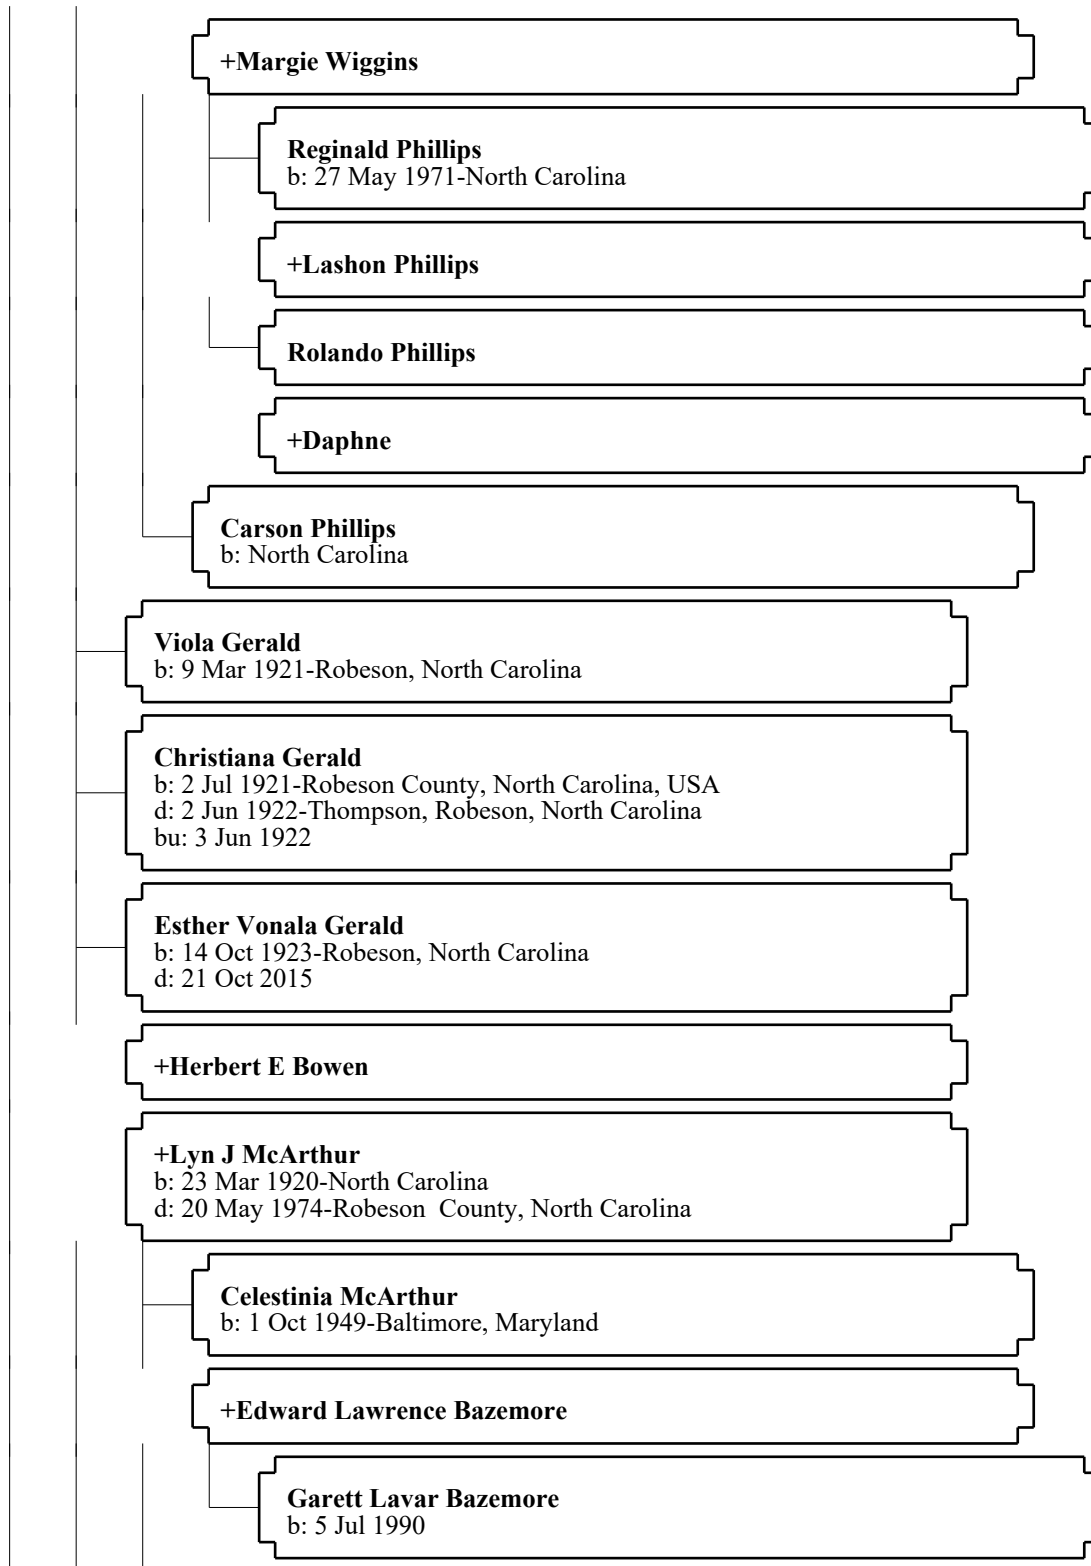 +Margie Wiggins
Reginald Phillips
b: 27 May 1971-North Carolina
+Lashon Phillips
Rolando Phillips
+Daphne
Carson Phillips
b: North Carolina
Viola Gerald
b: 9 Mar 1921-Robeson, North Carolina
Christiana Gerald
b: 2 Jul 1921-Robeson County, North Carolina, USA
d: 2 Jun 1922-Thompson, Robeson, North Carolina
bu: 3 Jun 1922
Esther Vonala Gerald
b: 14 Oct 1923-Robeson, North Carolina
d: 21 Oct 2015
+Herbert E Bowen
+Lyn J McArthur
b: 23 Mar 1920-North Carolina
d: 20 May 1974-Robeson  County, North Carolina
Celestinia McArthur
b: 1 Oct 1949-Baltimore, Maryland
+Edward Lawrence Bazemore
Garett Lavar Bazemore
b: 5 Jul 1990